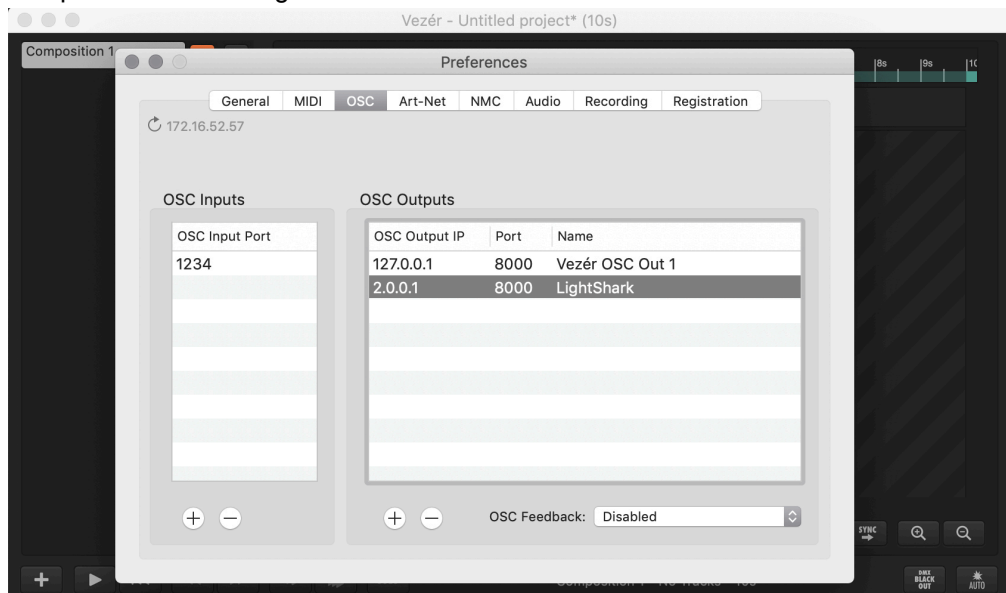 Vezér - Untitled project* (10s)
Composition 1
Preferences
8s 9s
General MIDI OSC Art-Net NMC Audio Recording Registration
172.16.52.57
OSC Inputs OSC Outputs
OSC Input Port OSC Output IP Port Name
1234 127.0.0.1 8000 Vezér OSC Out 1
2.0.0.1 8000 LightShark
OSC Feedback: Disabled
SYNC
DMX
BLACK
OUT
AUTO